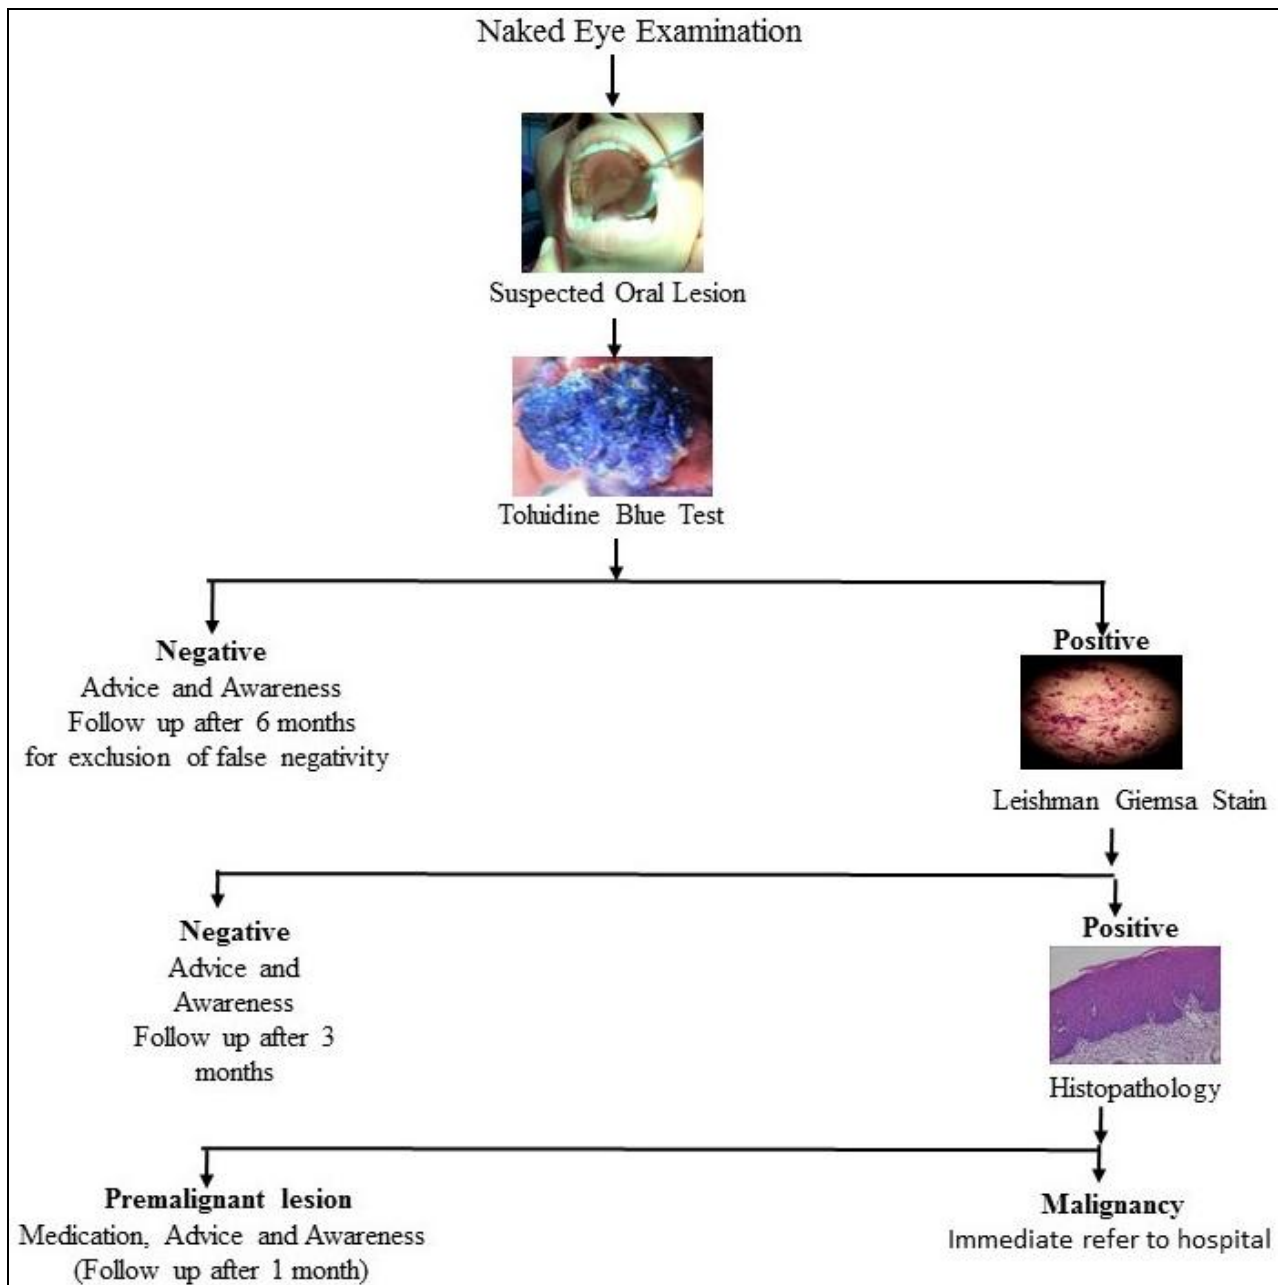 Naked Eye Examination
Suspected Oral Lesion
Toluidine Blue Test
Negative
Advice and Awareness
Follow up after 6 months
for exclusion of false negativity
Positive
Leishman Giemsa Stain
Negative
Advice and
Awareness
Follow up after 3
months
Positive
Histopathology
Premalignant lesion
Medication, Advice and Awareness
(Follow up after 1 month)
Malignancy
Immediate refer to hospital